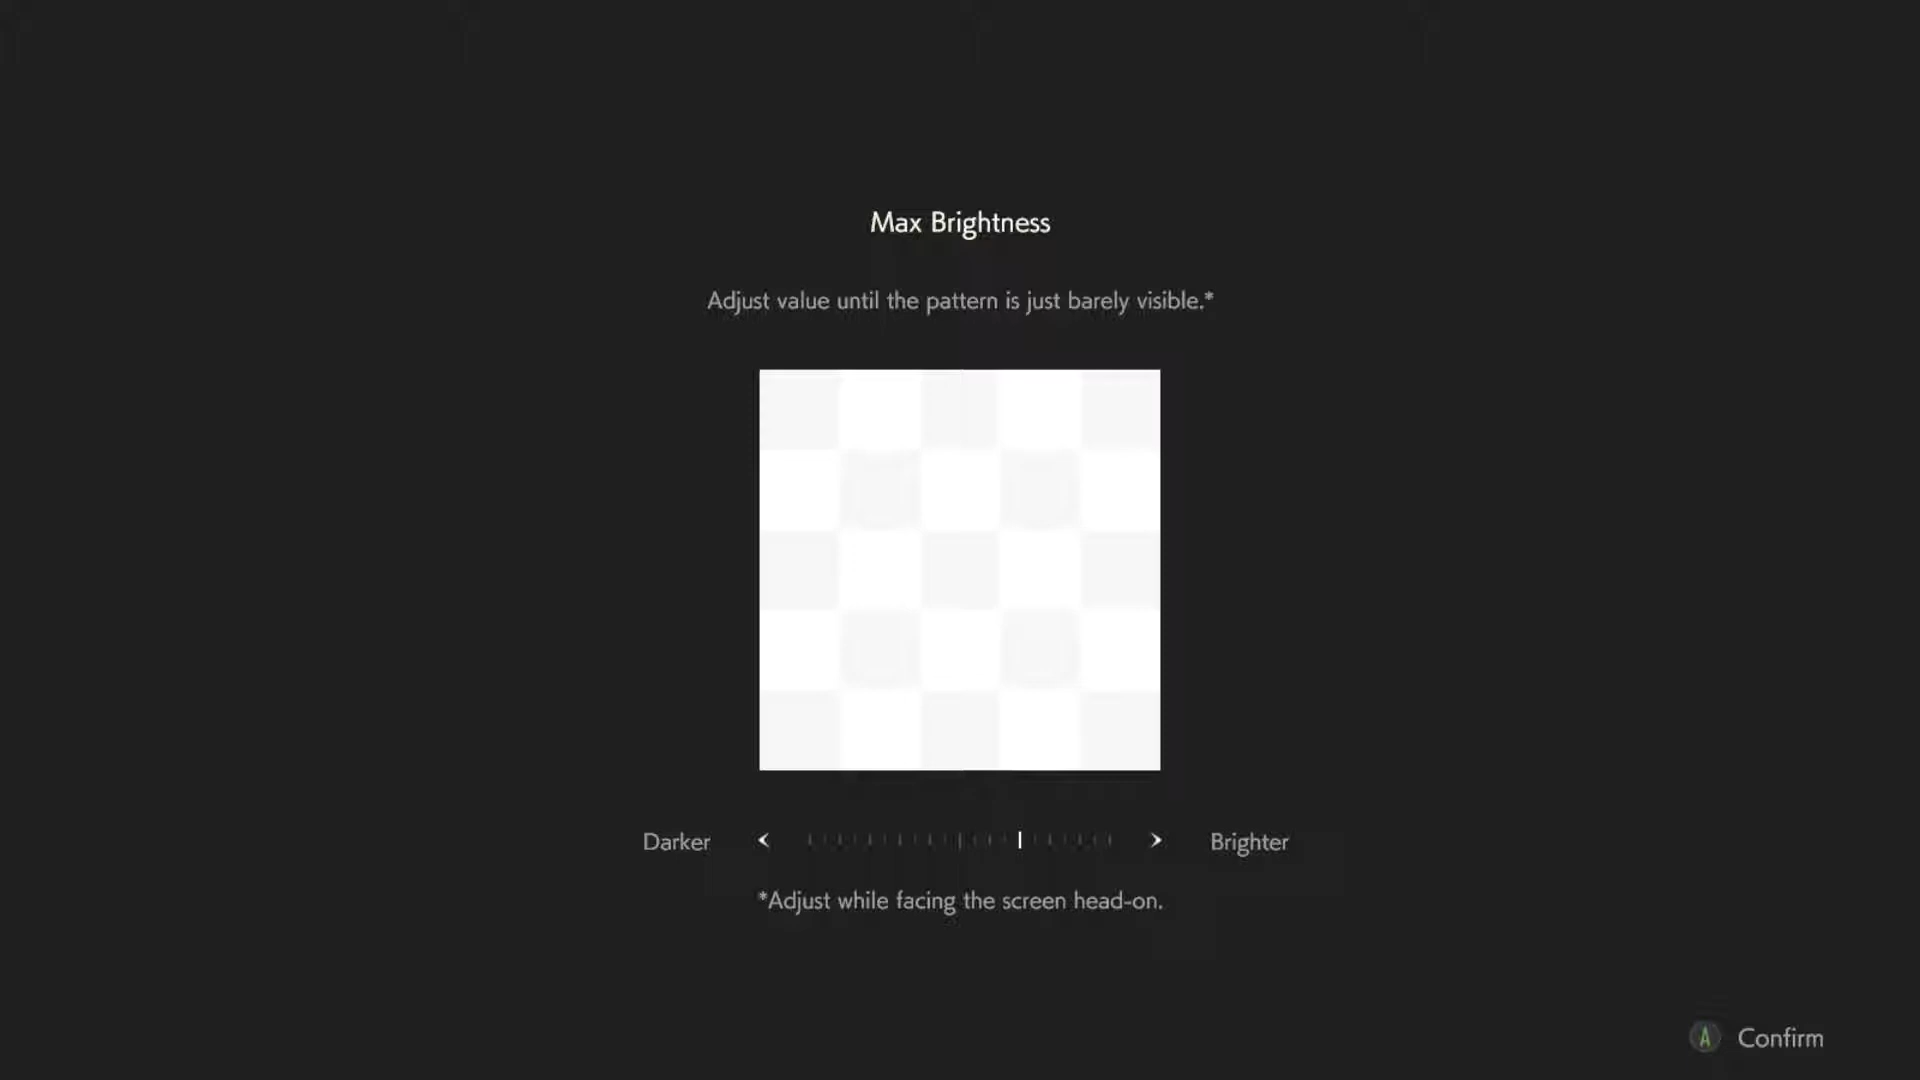 Max Brightness
Adjust value until the pattern is just barely visible.*
Darker
Brighter
*Adjust while facing the screen head-on.
A Confirm